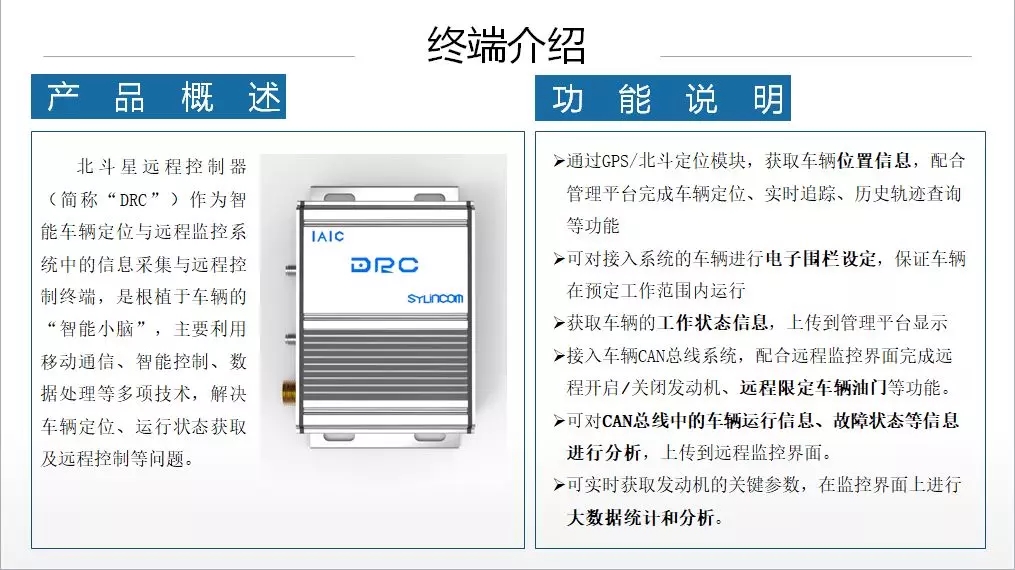 终端介绍
产品概述
北斗星远程控制器
（简称“DRC”）作为智
能车辆定位与远程监控系
统中的信息采集与远程控
制终端，是根植于车辆的
“智能小脑”，主要利用
移动通信、智能控制、数
据处理等多项技术，解决
车辆定位、运行状态获取
及远程控制等问题。
IAIC
DRC
SYLINCOM
功能说明
➢通过GPS/北斗定位模块，获取车辆位置信息，配合
管理平台完成车辆定位、实时追踪、历史轨迹查询
等功能
➢可对接入系统的车辆进行电子围栏设定，保证车辆
在预定工作范围内运行
➢获取车辆的工作状态信息，上传到管理平台显示
➢接入车辆CAN总线系统，配合远程监控界面完成远
程开启/关闭发动机、远程限定车辆油门等功能。
➢可对CAN总线中的车辆运行信息、故障状态等信息
进行分析，上传到远程监控界面。
➢可实时获取发动机的关键参数，在监控界面上进行
大数据统计和分析。